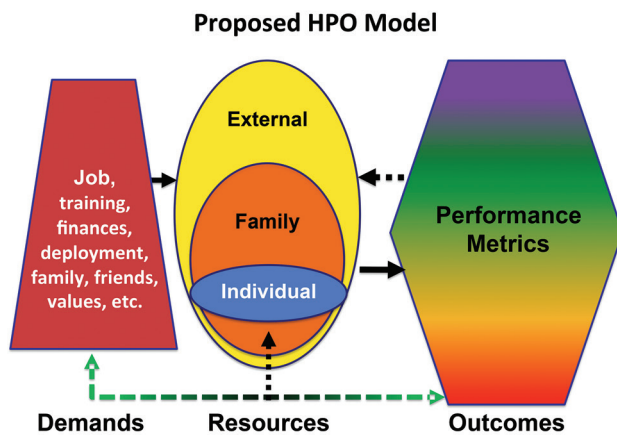 Proposed HPO Model
Job,
training,
finances,
deployment,
family, friends,
values, etc.
External
Family
Individual
Performance
Metrics
Demands
Resources
Outcomes